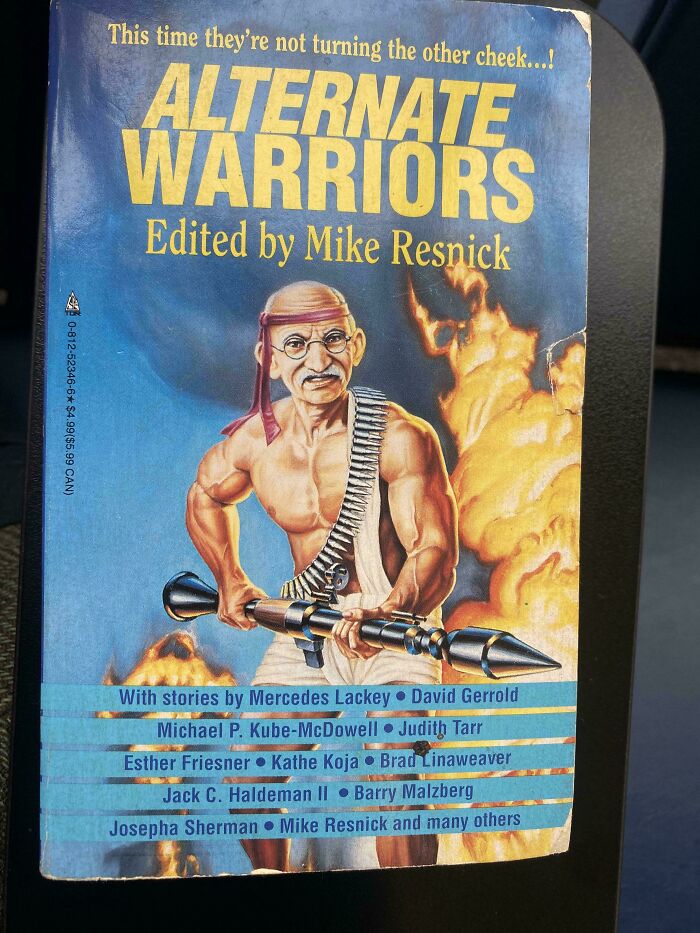 This time they're not turning the other cheek...!
ALTERNATE
WARRIORS
Edited by Mike Resnick
0-812-52346-6★$4.99/$5.99 CAN)
With stories by Mercedes Lackey ● David Gerrold
Michael P. Kube-McDowell ● Judith Tarr
Esther Friesner ● Kathe Koja ● Brad Linaweaver
Jack C. Haldeman II ● Barry Malzberg
Josepha Sherman ● Mike Resnick and many others